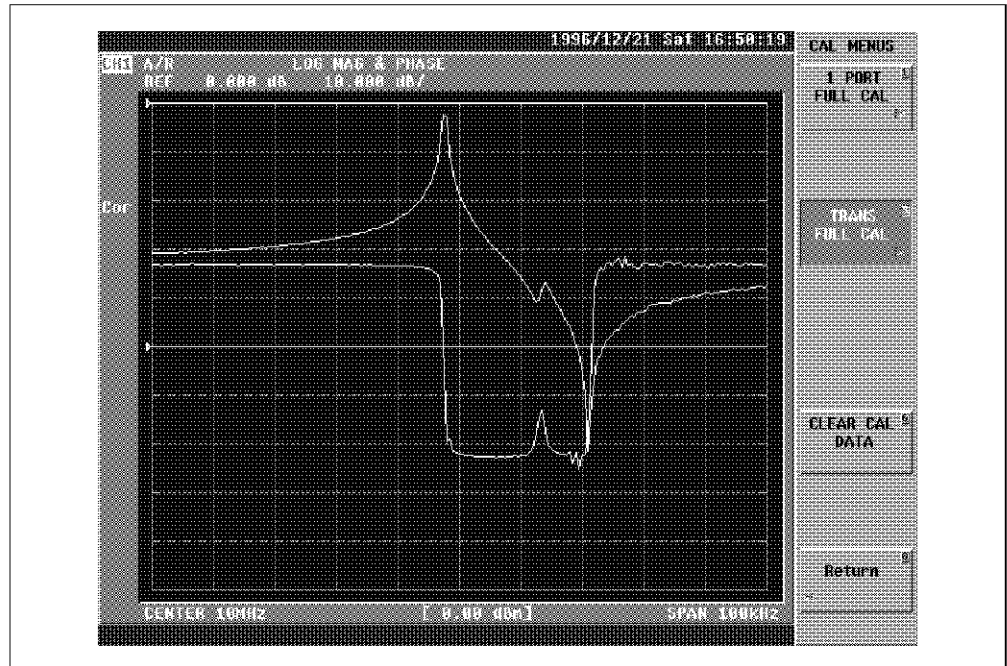 1996/12/21 Sat 16:50:19
CH1 A/R LOG MAG & PHASE
REF 0.000 dB 10.000 dB/
Cor
CENTER 10MHz [ 0.00 dBm] SPAN 100kHz
CAL MENUS
1 PORT
FULL CAL
TRANS
FULL CAL
CLEAR CAL
DATA
Return